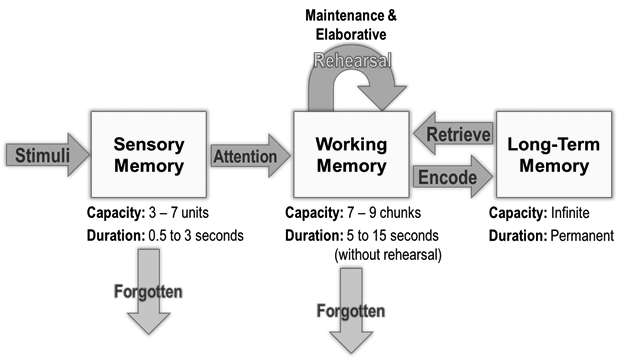 Maintenance &
Elaborative
Rehearsal
Stimuli
Sensory
Memory
Attention
Working
Memory
Retrieve
Encode
Long-Term
Memory
Capacity: 3 – 7 units
Duration: 0.5 to 3 seconds
Capacity: 7 – 9 chunks
Duration: 5 to 15 seconds
(without rehearsal)
Capacity: Infinite
Duration: Permanent
Forgotten
Forgotten